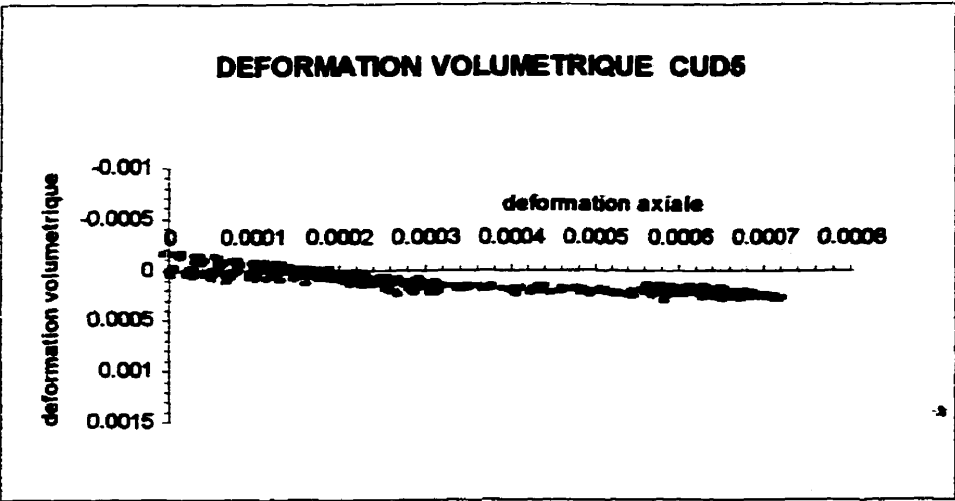 DEFORMATION VOLUMETRIQUE CUD5
deformation volumetrique
-0.001
-0.0005
0
0.0005
0.001
0.0015
deformation axiale
0 0.0001 0.0002 0.0003 0.0004 0.0005 0.0006 0.0007 0.0008